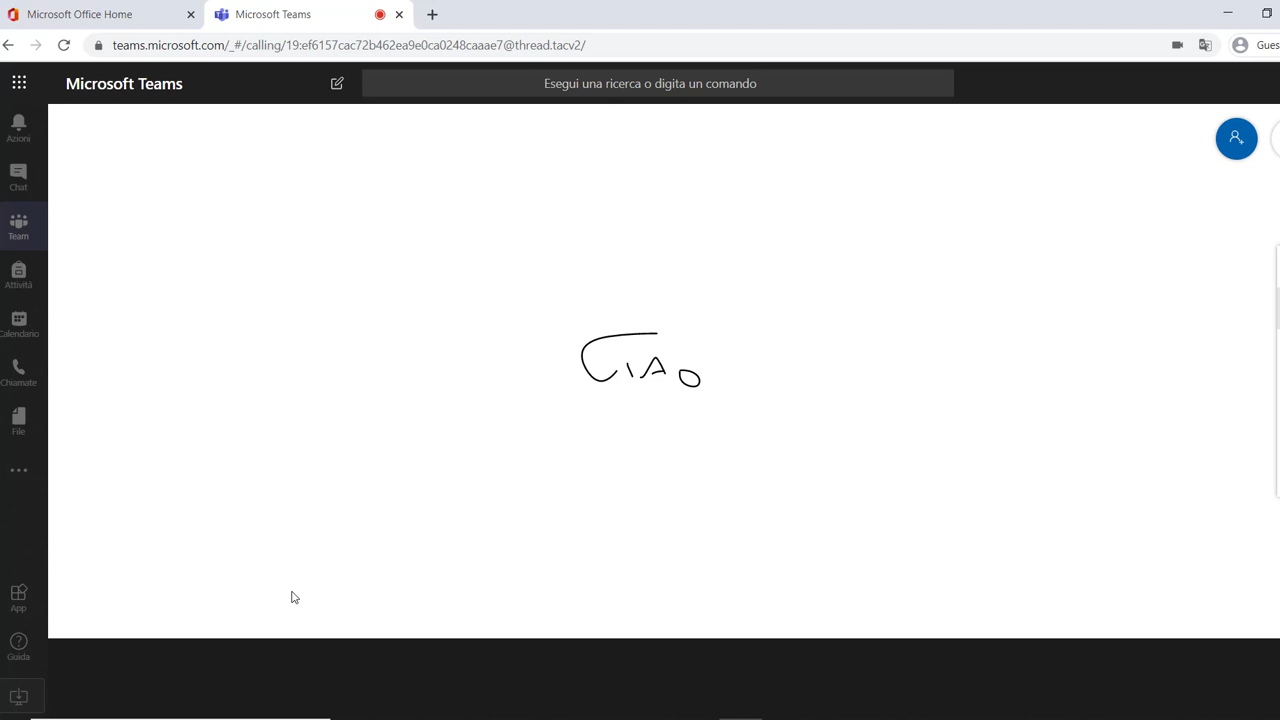 Microsoft Office Home
Microsoft Teams
teams.microsoft.com/_#/calling/19:ef6157cac72b462ea9e0ca0248caaae7@thread.tacv2/
Gues
Microsoft Teams
Esegui una ricerca o digita un comando
Azioni
Chat
Team
Attività
Calendario
Chiamate
File
CIAO
App
Guida